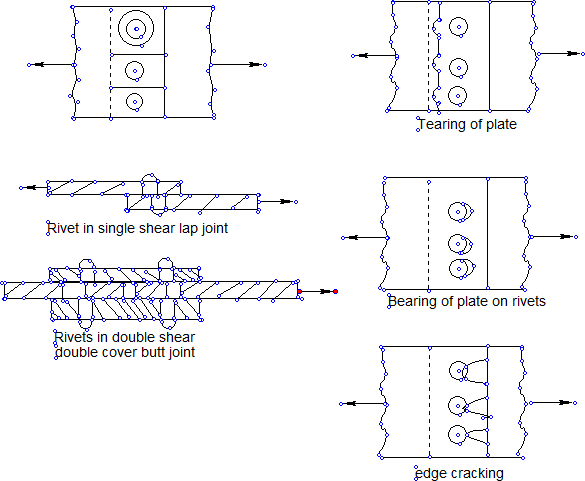 Tearing of plate
Rivet in single shear lap joint
Bearing of plate on rivets
Rivets in double shear
double cover butt joint
edge cracking